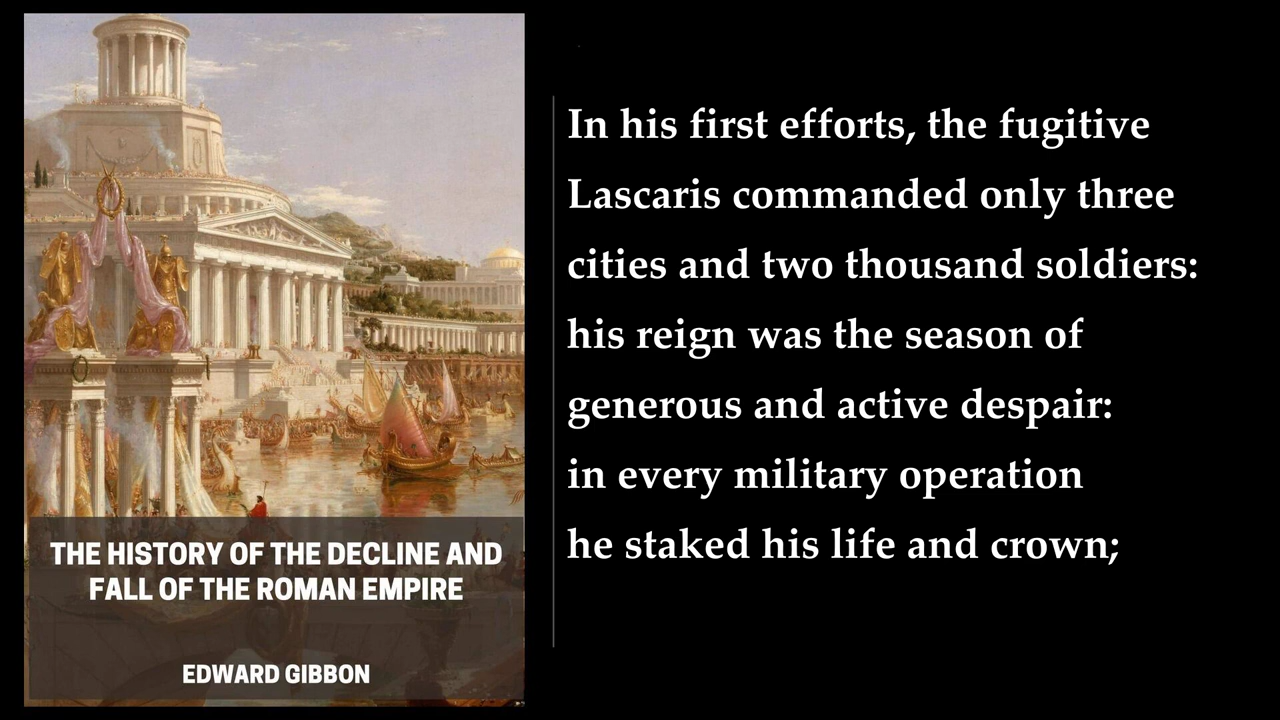 THE HISTORY OF THE DECLINE AND
FALL OF THE ROMAN EMPIRE
EDWARD GIBBON
In his first efforts, the fugitive
Lascaris commanded only three
cities and two thousand soldiers:
his reign was the season of
generous and active despair:
in every military operation
he staked his life and crown;